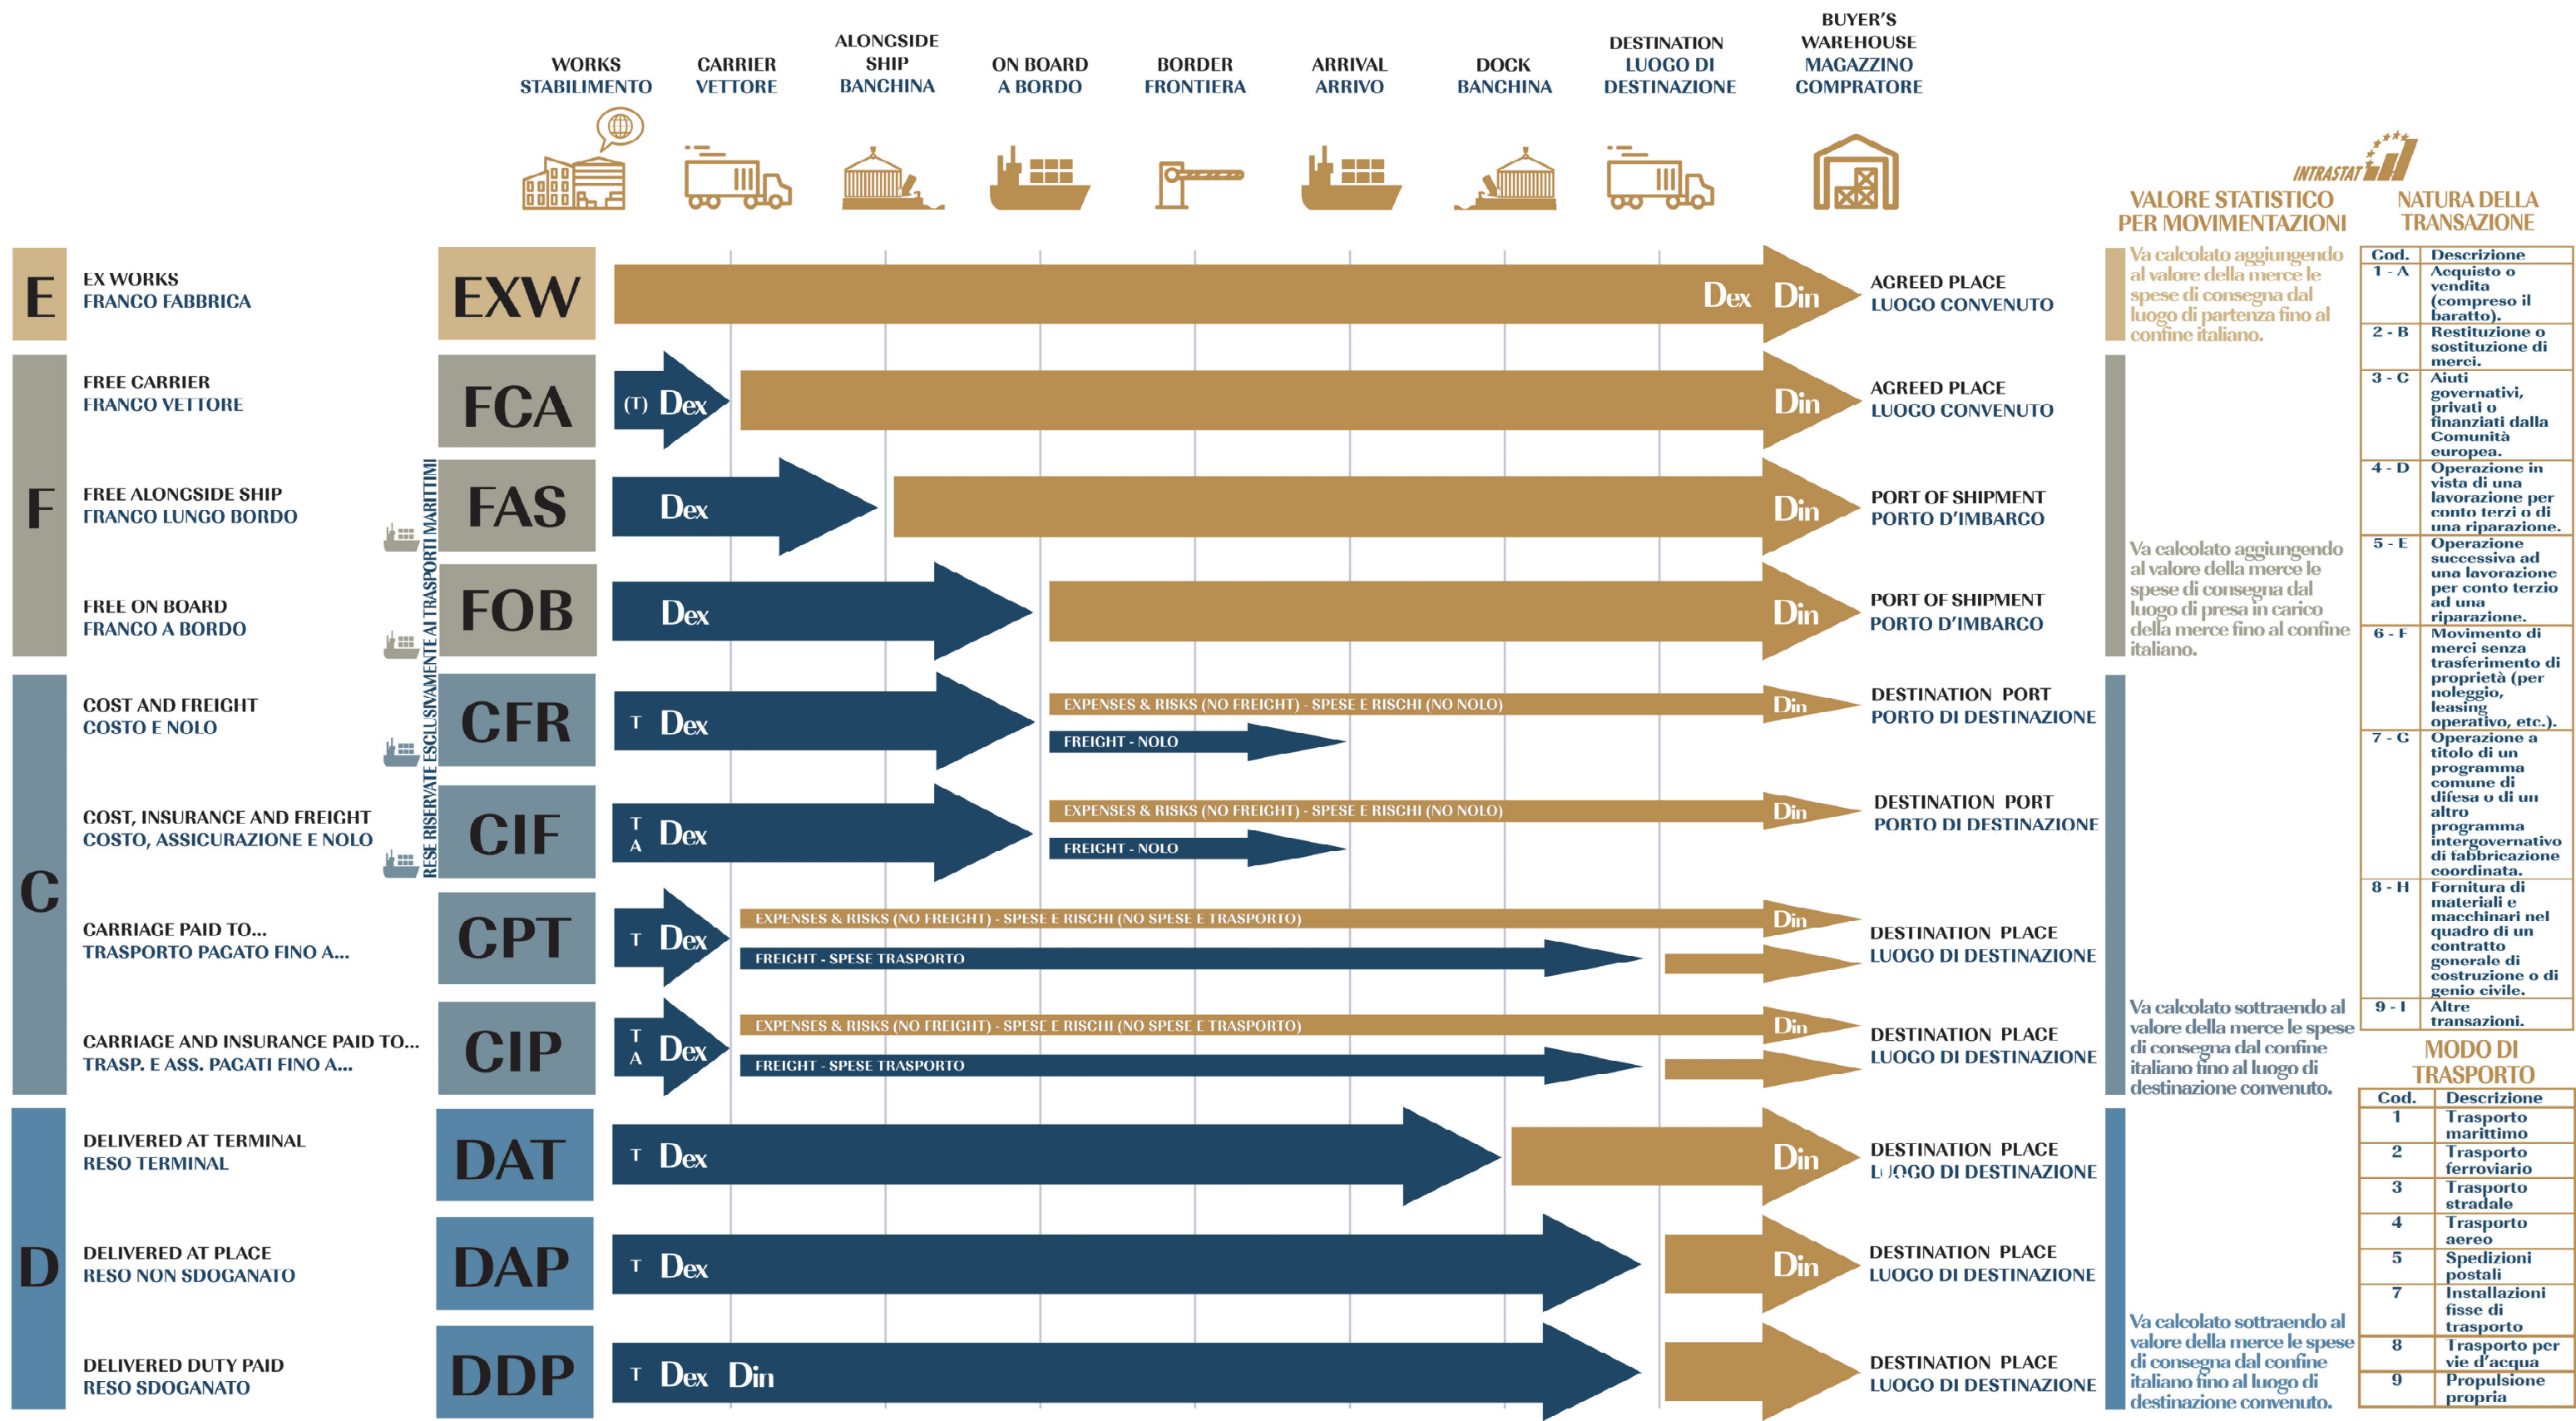 WORKS
STABILIMENTO
CARRIER
VETTORE
ALONGSIDE
SHIP
BANCHINA
ON BOARD
A BORDO
BORDER
FRONTIERA
ARRIVAL
ARRIVO
DOCK
BANCHINA
DESTINATION
LUOGO DI
DESTINAZIONE
BUYER'S
WAREHOUSE
MAGAZZINO
COMPRATORE
E
EX WORKS
FRANCO FABBRICA
EXW
Dex Din
AGREED PLACE
LUOGO CONVENUTO
F
FREE CARRIER
FRANCO VETTORE
FCA
(T) Dex
Din
AGREED PLACE
LUOGO CONVENUTO
FREE ALONGSIDE SHIP
FRANCO LUNGO BORDO
RESE RISERVATE ESCLUSIVAMENTE AI TRASPORTI MARITTIMI
FAS
Dex
Din
PORT OF SHIPMENT
PORTO D'IMBARCO
FREE ON BOARD
FRANCO A BORDO
FOB
Dex
Din
PORT OF SHIPMENT
PORTO D'IMBARCO
C
COST AND FREIGHT
COSTO E NOLO
CFR
T Dex
EXPENSES & RISKS (NO FREIGHT) - SPESE E RISCHI (NO NOLO)
Din
FREIGHT - NOLO
DESTINATION PORT
PORTO DI DESTINAZIONE
COST, INSURANCE AND FREIGHT
COSTO, ASSICURAZIONE E NOLO
CIF
T
A
Dex
EXPENSES & RISKS (NO FREIGHT) - SPESE E RISCHI (NO NOLO)
Din
FREIGHT - NOLO
DESTINATION PORT
PORTO DI DESTINAZIONE
CARRIAGE PAID TO...
TRASPORTO PAGATO FINO A...
CPT
T Dex
EXPENSES & RISKS (NO FREIGHT) - SPESE E RISCHI (NO SPESE E TRASPORTO)
Din
FREIGHT - SPESE TRASPORTO
DESTINATION PLACE
LUOGO DI DESTINAZIONE
CARRIAGE AND INSURANCE PAID TO...
TRASP. E ASS. PAGATI FINO A...
CIP
T
A
Dex
EXPENSES & RISKS (NO FREIGHT) - SPESE E RISCHI (NO SPESE E TRASPORTO)
Din
FREIGHT - SPESE TRASPORTO
DESTINATION PLACE
LUOGO DI DESTINAZIONE
D
DELIVERED AT TERMINAL
RESO TERMINAL
DAT
T Dex
Din
DESTINATION PLACE
LUOGO DI DESTINAZIONE
DELIVERED AT PLACE
RESO NON SDOGANATO
DAP
T Dex
Din
DESTINATION PLACE
LUOGO DI DESTINAZIONE
DELIVERED DUTY PAID
RESO SDOGANATO
DDP
T Dex Din
DESTINATION PLACE
LUOGO DI DESTINAZIONE
INTRASTAT
VALORE STATISTICO
PER MOVIMENTAZIONI
Va calcolato aggiungendo
al valore della merce le
spese di consegna dal
luogo di partenza fino al
confine italiano.
Va calcolato aggiungendo
al valore della merce le
spese di consegna dal
luogo di presa in carico
della merce fino al confine
italiano.
Va calcolato sottraendo al
valore della merce le spese
di consegna dal confine
italiano fino al luogo di
destinazione convenuto.
Va calcolato sottraendo al
valore della merce le spese
di consegna dal confine
italiano fino al luogo di
destinazione convenuto.
NATURA DELLA
TRANSAZIONE
Cod. Descrizione
1 - A Acquisto o
vendita
(compreso il
baratto).
2 - B Restituzione o
sostituzione di
merci.
3 - C Aiuti
governativi,
privati o
finanziati dalla
Comunità
europea.
4 - D Operazione in
vista di una
lavorazione per
conto terzi o di
una riparazione.
5 - E Operazione
successiva ad
una lavorazione
per conto terzio
ad una
riparazione.
6 - F Movimento di
merci senza
trasferimento di
proprietà (per
noleggio,
leasing
operativo, etc.).
7 - G Operazione a
titolo di un
programma
comune di
difesa o di un
altro
programma
intergovernativo
di fabbricazione
coordinata.
8 - H Fornitura di
materiali e
macchinari nel
quadro di un
contratto
generale di
costruzione o di
genio civile.
9 - I Altre
transazioni.
MODO DI
TRASPORTO
Cod. Descrizione
1 Trasporto
marittimo
2 Trasporto
ferroviario
3 Trasporto
stradale
4 Trasporto
aereo
5 Spedizioni
postali
7 Installazioni
fisse di
trasporto
8 Trasporto per
vie d'acqua
9 Propulsione
propria